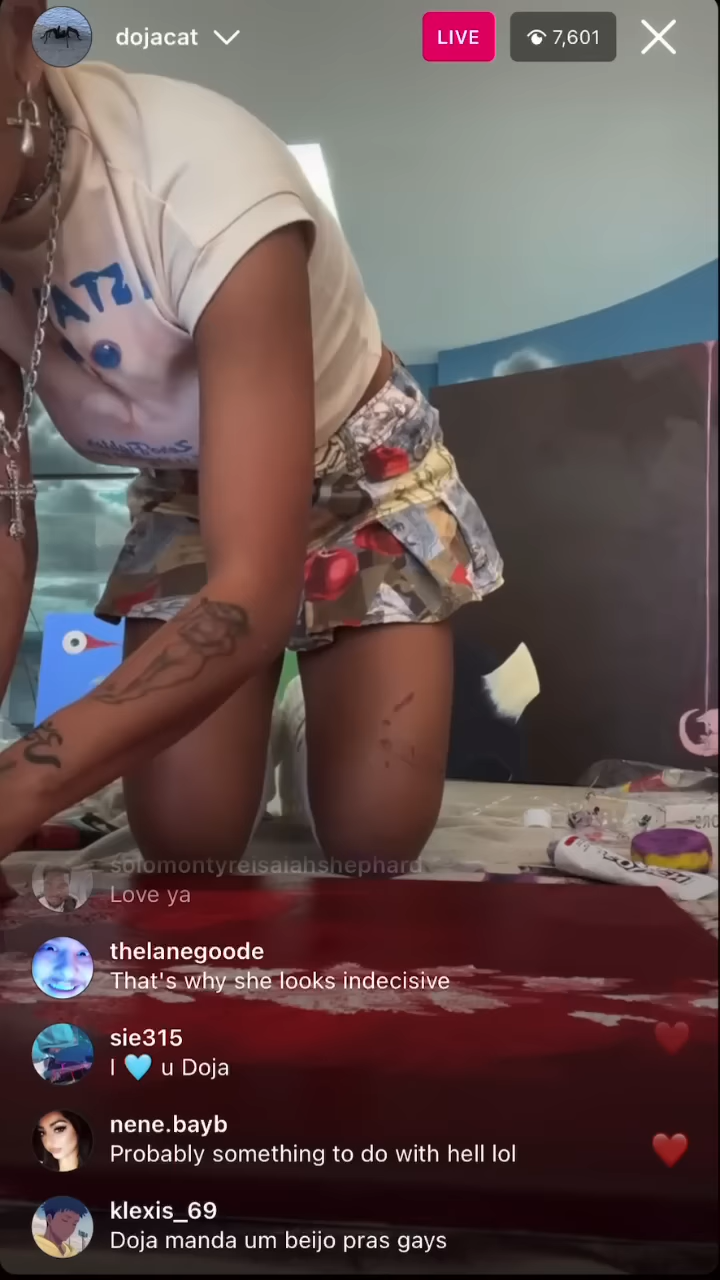 dojacat
LIVE
7,601
solomontyreisaiahshephard
Love ya
thelanegoode
That's why she looks indecisive
sie315
I 🩵 u Doja
nene.bayb
Probably something to do with hell lol
klexis_69
Doja manda um beijo pras gays